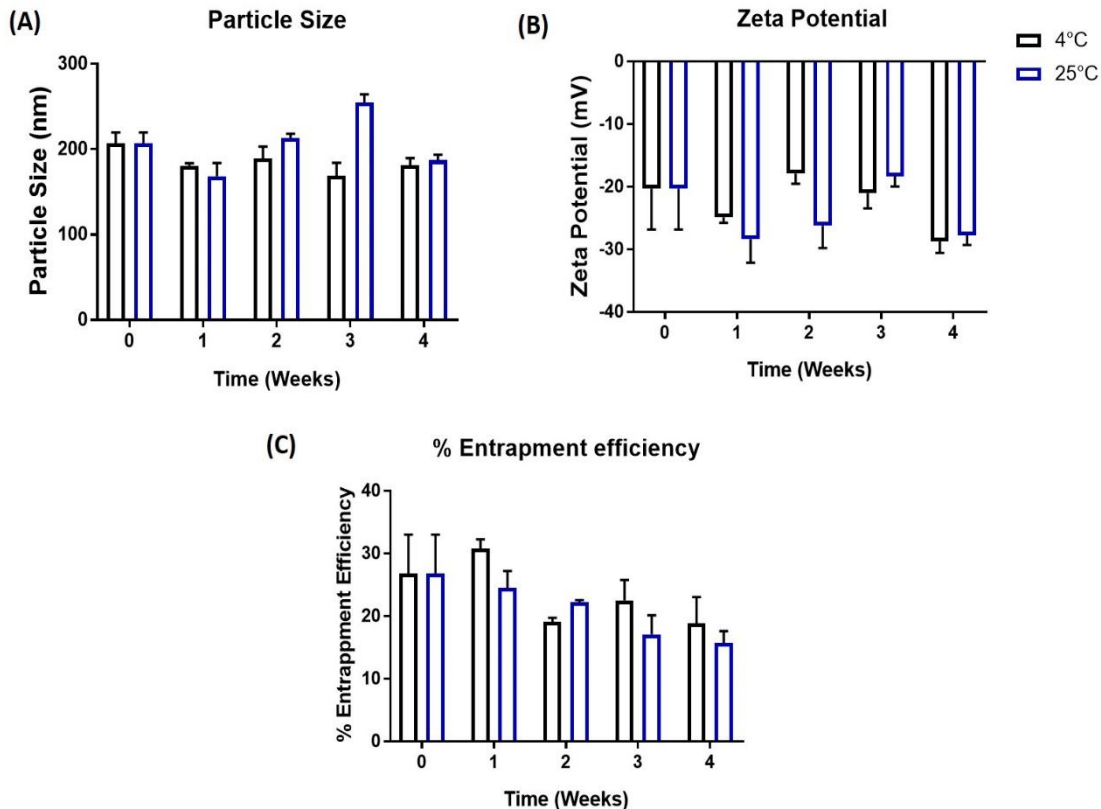 (A)
Particle Size
Particle Size (nm)
300
200
100
0
0 1 2 3 4
Time (Weeks)
(B)
Zeta Potential
Zeta Potential (mV)
0
-10
-20
-30
-40
0 1 2 3 4
Time (Weeks)
4°C
25°C
(C)
% Entrapment efficiency
% Entrappment Efficiency
40
30
20
10
0
0 1 2 3 4
Time (Weeks)